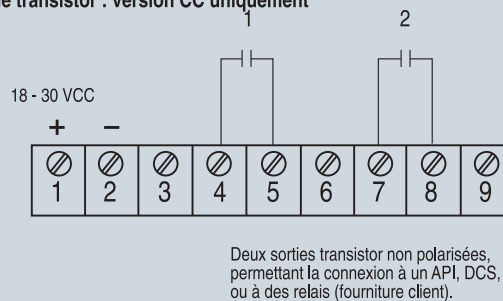 transistor : version CC uniquement
1 2
18 - 30 VCC
+ –
1 2 3 4 5 6 7 8 9
Deux sorties transistor non polarisées,
permettant la connexion à un API, DCS,
ou à des relais (fourniture client).